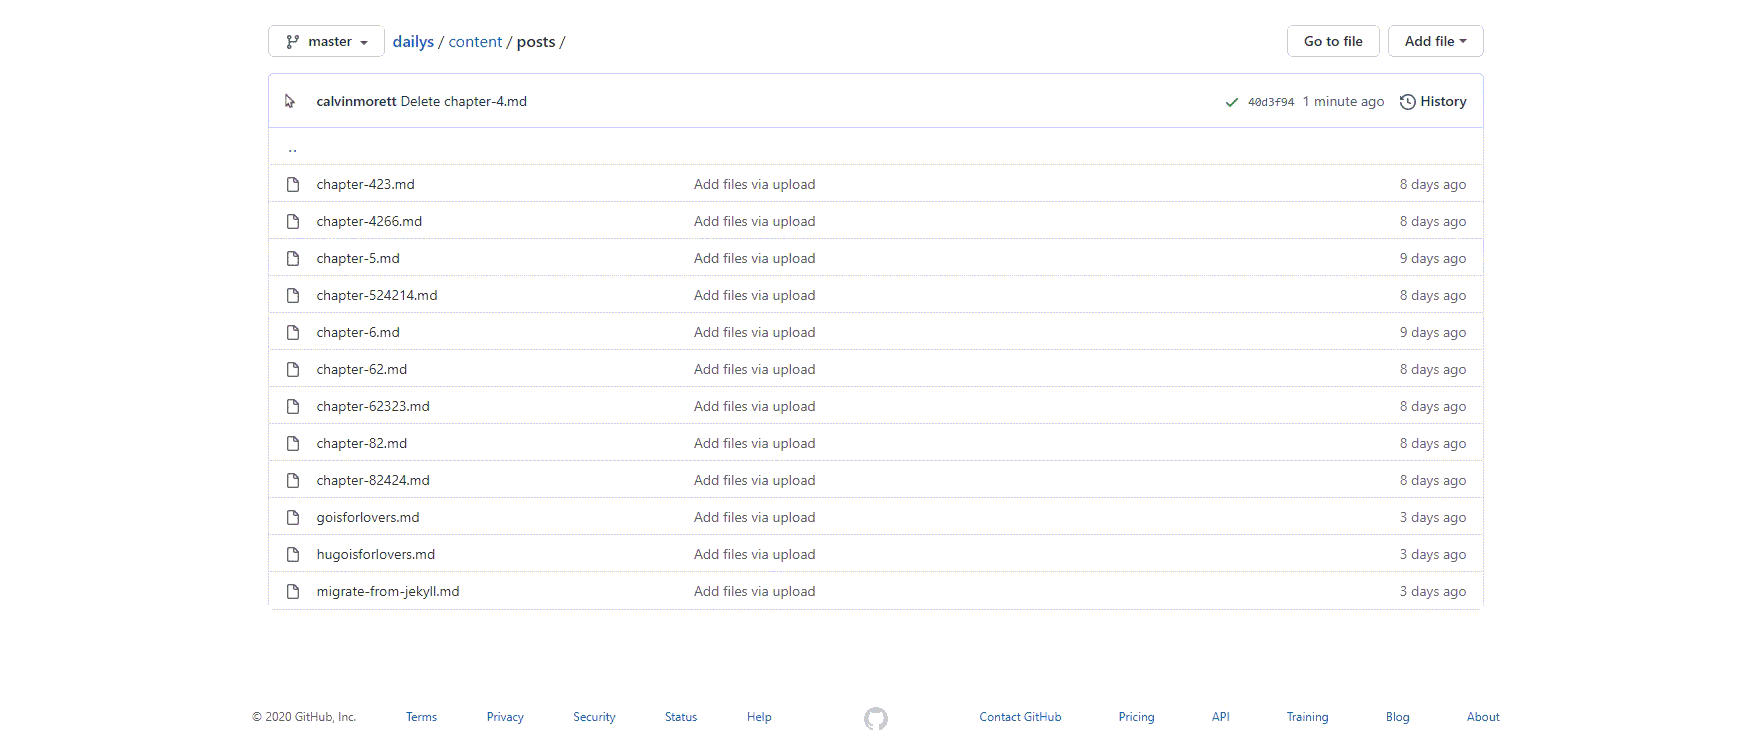 master dailys / content / posts / Go to file Add file
calvinmorett Delete chapter-4.md 40d3f94 1 minute ago History
..
chapter-423.md Add files via upload 8 days ago
chapter-4266.md Add files via upload 8 days ago
chapter-5.md Add files via upload 9 days ago
chapter-524214.md Add files via upload 8 days ago
chapter-6.md Add files via upload 9 days ago
chapter-62.md Add files via upload 8 days ago
chapter-62323.md Add files via upload 8 days ago
chapter-82.md Add files via upload 8 days ago
chapter-82424.md Add files via upload 8 days ago
goisforlovers.md Add files via upload 3 days ago
hugoisforlovers.md Add files via upload 3 days ago
migrate-from-jekyll.md Add files via upload 3 days ago
© 2020 GitHub, Inc. Terms Privacy Security Status Help Contact GitHub Pricing API Training Blog About